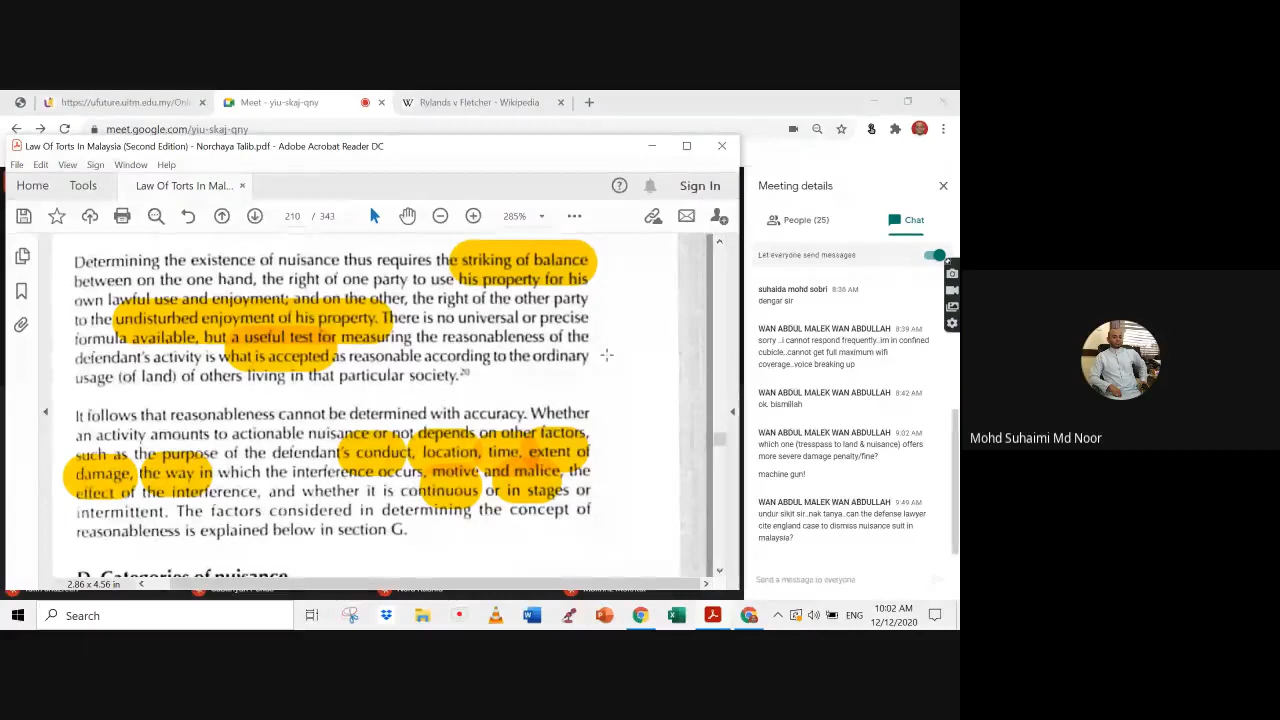 https://ufuture.uitm.edu.my/Onl
Meet - yiu-skaj-qny
Rylands v Fletcher - Wikipedia
meet.google.com/yiu-skaj-qny
Law Of Torts In Malaysia (Second Edition) - Norchaya Talib.pdf - Adobe Acrobat Reader DC
File Edit View Sign Window Help
Home Tools Law Of Torts In Mal... Sign In
210 / 343 285%
Determining the existence of nuisance thus requires the striking of balance
between on the one hand, the right of one party to use his property for his
own lawful use and enjoyment; and on the other, the right of the other party
to the undisturbed enjoyment of his property. There is no universal or precise
formula available, but a useful test for measuring the reasonableness of the
defendant's activity is what is accepted as reasonable according to the ordinary
usage (of land) of others living in that particular society.20
It follows that reasonableness cannot be determined with accuracy. Whether
an activity amounts to actionable nuisance or not depends on other factors,
such as the purpose of the defendant's conduct, location, time, extent of
damage, the way in which the interference occurs, motive and malice, the
effect of the interference, and whether it is continuous or in stages or
intermittent. The factors considered in determining the concept of
reasonableness is explained below in section G.
D. Categories of nuisance
2.86 x 4.56 in
Meeting details
People (25) Chat
Let everyone send messages
suhaida mohd sobri 8:36 AM
dengar sir
WAN ABDUL MALEK WAN ABDULLAH 8:39 AM
sorry ..i cannot respond frequently..im in confined
cubicle..cannot get full maximum wifi
coverage..voice breaking up
WAN ABDUL MALEK WAN ABDULLAH 8:42 AM
ok. bismillah
WAN ABDUL MALEK WAN ABDULLAH 9:02 AM
which one (tresspass to land & nuisance) offers
more severe damage penalty/fine?
machine gun!
WAN ABDUL MALEK WAN ABDULLAH 9:49 AM
undur sikit sir..nak tanya..can the defense lawyer
cite england case to dismiss nuisance suit in
malaysia?
Send a message to everyone
Search
ENG
10:02 AM
12/12/2020
Mohd Suhaimi Md Noor